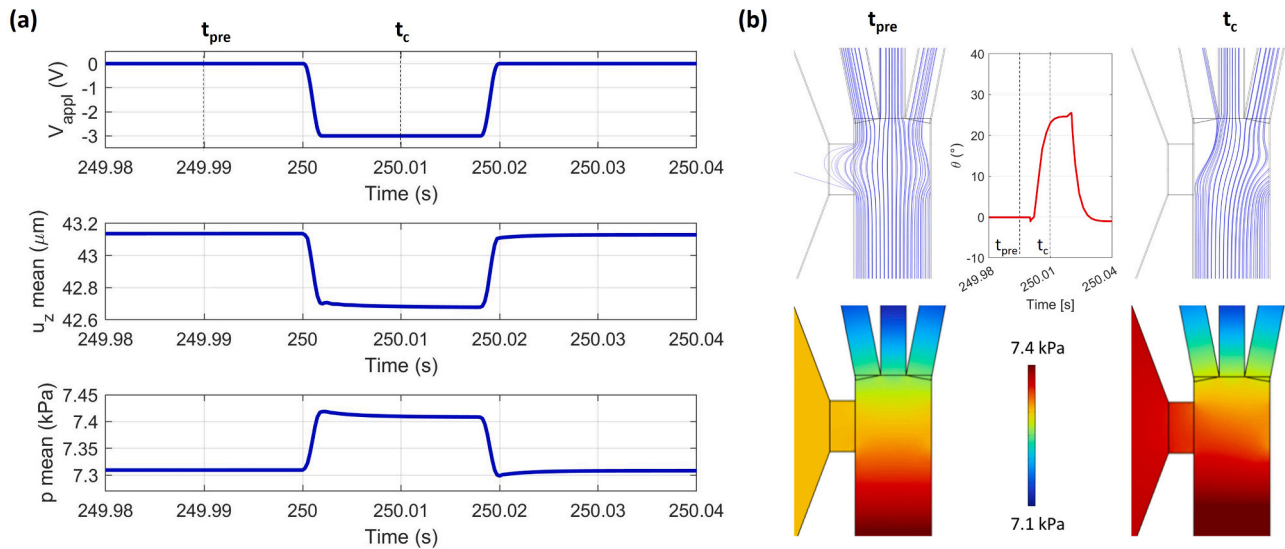 (a)
t_pre
t_c
V_appl (V)
0
-1
-2
-3
249.98 249.99 250 250.01 250.02 250.03 250.04
Time (s)
u_z mean (μm)
43.2
43
42.8
42.6
249.98 249.99 250 250.01 250.02 250.03 250.04
Time (s)
p mean (kPa)
7.45
7.4
7.35
7.3
249.98 249.99 250 250.01 250.02 250.03 250.04
Time (s)
(b)
t_pre
t_c
θ (°)
40
30
20
10
0
-10
t_pre
t_c
249.98 250.01 250.04
Time [s]
7.4 kPa
7.1 kPa